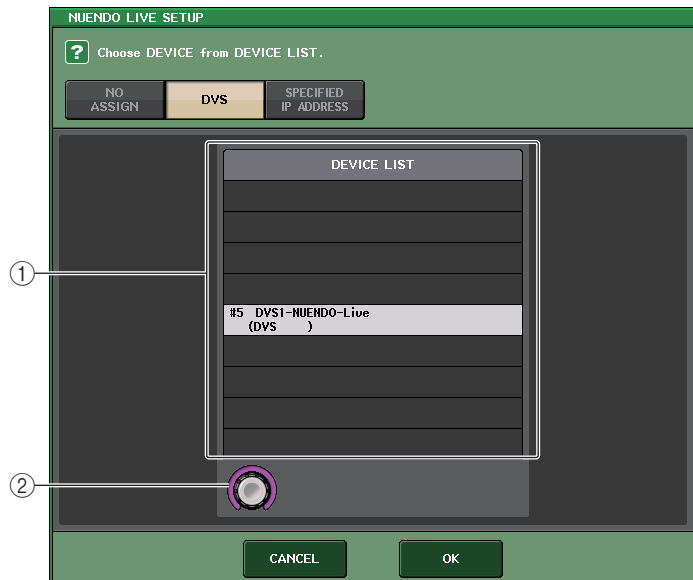 NUENDO LIVE SETUP
? Choose DEVICE from DEVICE LIST.
NO
ASSIGN
DVS
SPECIFIED
IP ADDRESS
DEVICE LIST
1
#5 DVS1-NUENDO-Live
(DVS )
2
CANCEL
OK